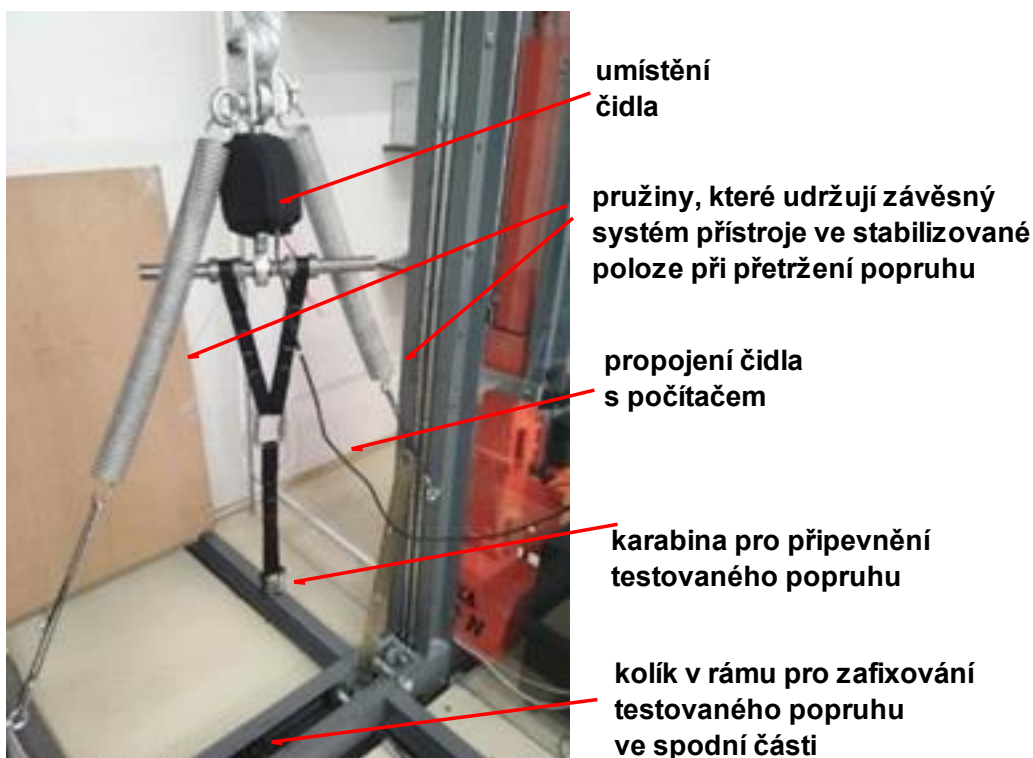 umístění
čidla
pružiny, které udržují závěsný
systém přístroje ve stabilizované
poloze při přetržení popruhu
propojení čidla
s počítačem
karabina pro připevnění
testovaného popruhu
kolík v rámu pro zafixování
testovaného popruhu
ve spodní části